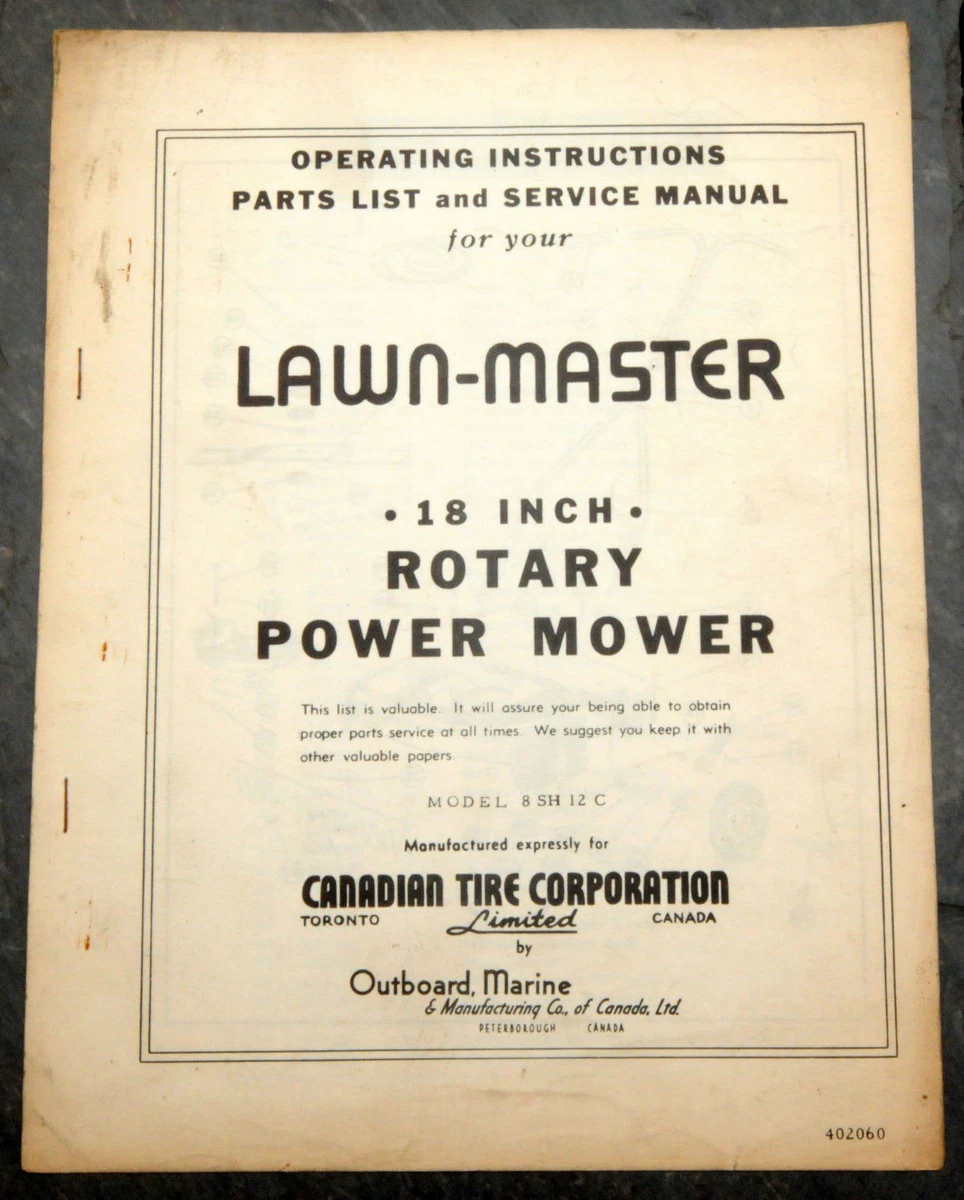 OPERATING INSTRUCTIONS
PARTS LIST and SERVICE MANUAL
for your
LAWN-MASTER
• 18 INCH •
ROTARY
POWER MOWER
This list is valuable. It will assure your being able to obtain
proper parts service at all times. We suggest you keep it with
other valuable papers.
MODEL 8 SH 12 C
Manufactured expressly for
CANADIAN TIRE CORPORATION
TORONTO Limited CANADA
by
Outboard, Marine
& Manufacturing Co., of Canada, Ltd.
PETERBOROUGH CANADA
402060